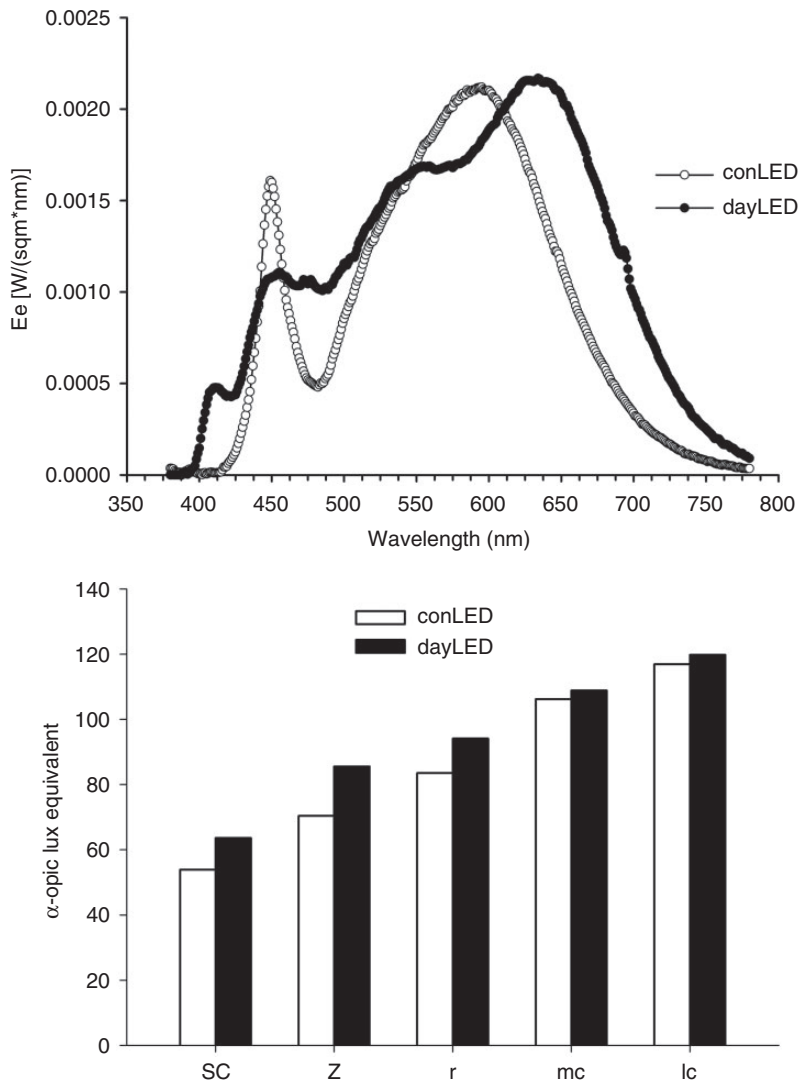 0.0025
0.0020
0.0015
0.0010
0.0005
0.0000
Ee [W/(sqm*nm)]
conLED
dayLED
350 400 450 500 550 600 650 700 750 800
Wavelength (nm)
140
120
100
80
60
40
20
0
α-opic lux equivalent
conLED
dayLED
SC Z r mc lc